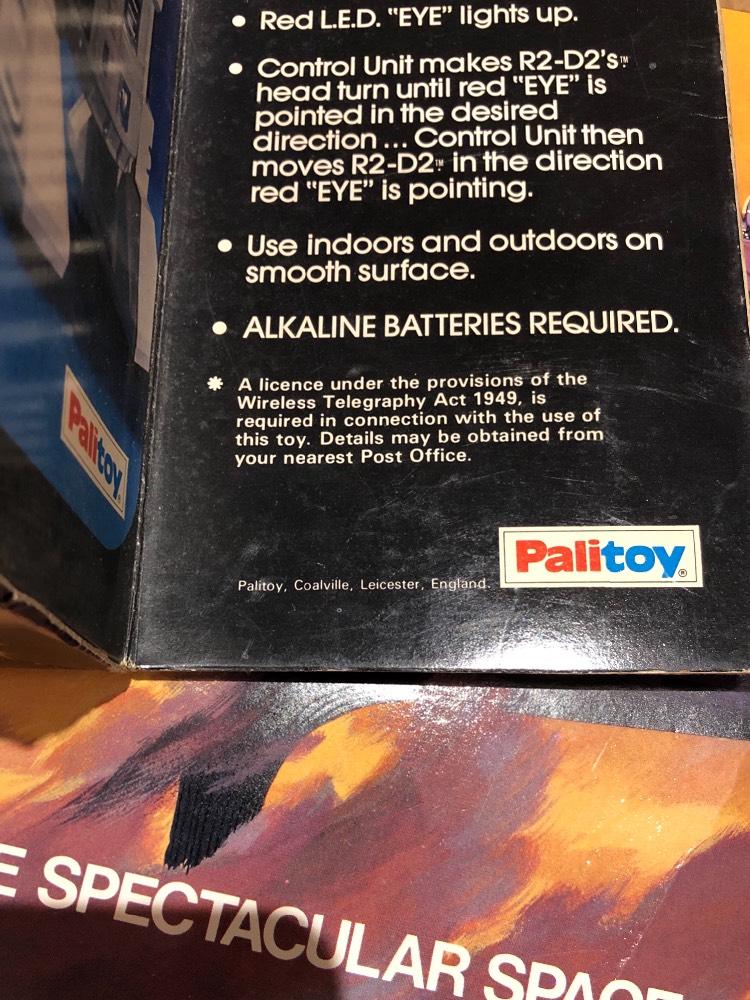 • Red L.E.D. "EYE" lights up.
• Control Unit makes R2-D2's™
head turn until red "EYE" is
pointed in the desired
direction ... Control Unit then
moves R2-D2™ in the direction
red "EYE" is pointing.
• Use indoors and outdoors on
smooth surface.
• ALKALINE BATTERIES REQUIRED.
* A licence under the provisions of the
Wireless Telegraphy Act 1949, is
required in connection with the use of
this toy. Details may be obtained from
your nearest Post Office.
Palitoy
Palitoy, Coalville, Leicester, England.
Palitoy®
E SPECTACULAR SPACE